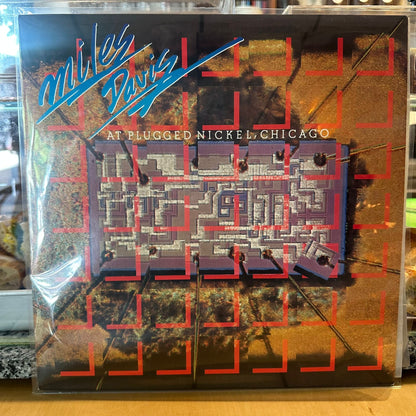 Miles
Davis
AT PLUGGED NICKEL, CHICAGO